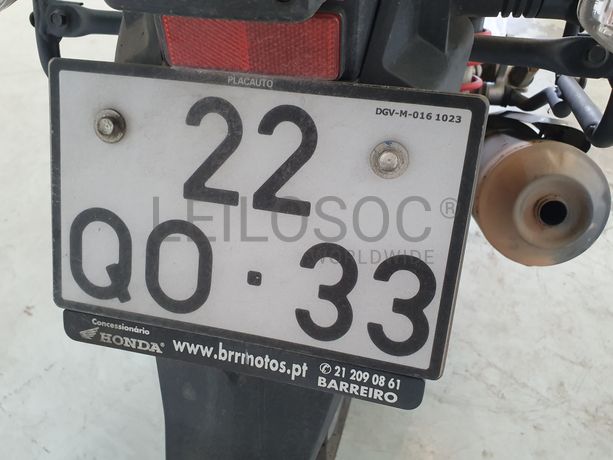 PLACAUTO
DGV-M-016 1023
22
QO·33
LEILOSOC®
WORLDWIDE
Concessionário
HONDA® www.brrmotos.pt ✆ 21 209 08 61
BARREIRO